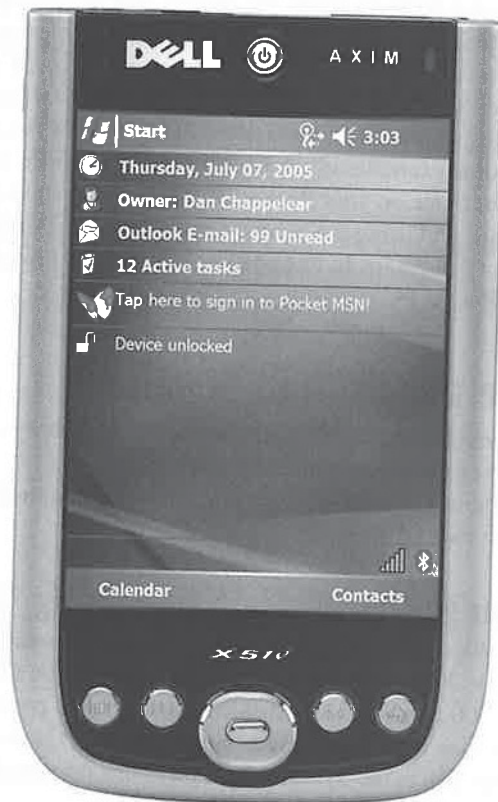 DELL AXIM
Start 3:03
Thursday, July 07, 2005
Owner: Dan Chappelear
Outlook E-mail: 99 Unread
12 Active tasks
Tap here to sign in to Pocket MSN!
Device unlocked
Calendar Contacts
X51v